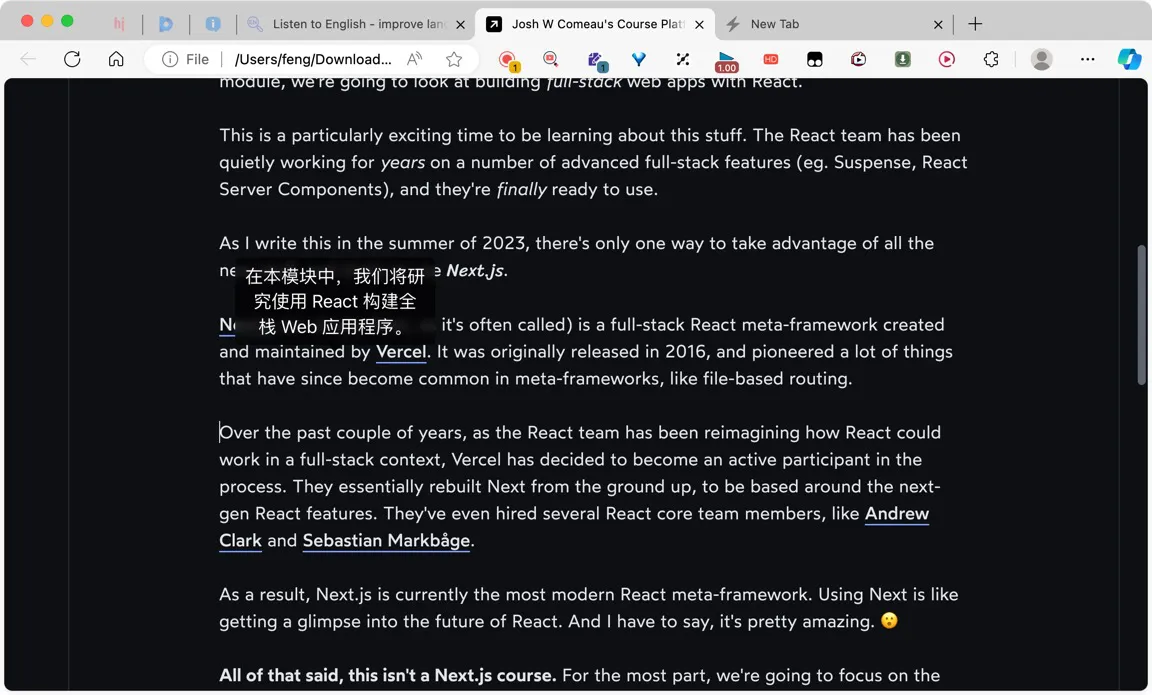 hi
Listen to English - improve lan
Josh W Comeau's Course Plat
New Tab
File
/Users/feng/Download...
1
1
1.00
HD
module, we're going to look at building full-stack web apps with React.
This is a particularly exciting time to be learning about this stuff. The React team has been
quietly working for years on a number of advanced full-stack features (eg. Suspense, React
Server Components), and they're finally ready to use.
As I write this in the summer of 2023, there's only one way to take advantage of all the
ne e Next.js.
在本模块中，我们将研
究使用 React 构建全
栈 Web 应用程序。
it's often called) is a full-stack React meta-framework created
and maintained by Vercel. It was originally released in 2016, and pioneered a lot of things
that have since become common in meta-frameworks, like file-based routing.
Over the past couple of years, as the React team has been reimagining how React could
work in a full-stack context, Vercel has decided to become an active participant in the
process. They essentially rebuilt Next from the ground up, to be based around the next-
gen React features. They've even hired several React core team members, like Andrew
Clark and Sebastian Markbåge.
As a result, Next.js is currently the most modern React meta-framework. Using Next is like
getting a glimpse into the future of React. And I have to say, it's pretty amazing. 😮
All of that said, this isn't a Next.js course. For the most part, we're going to focus on the